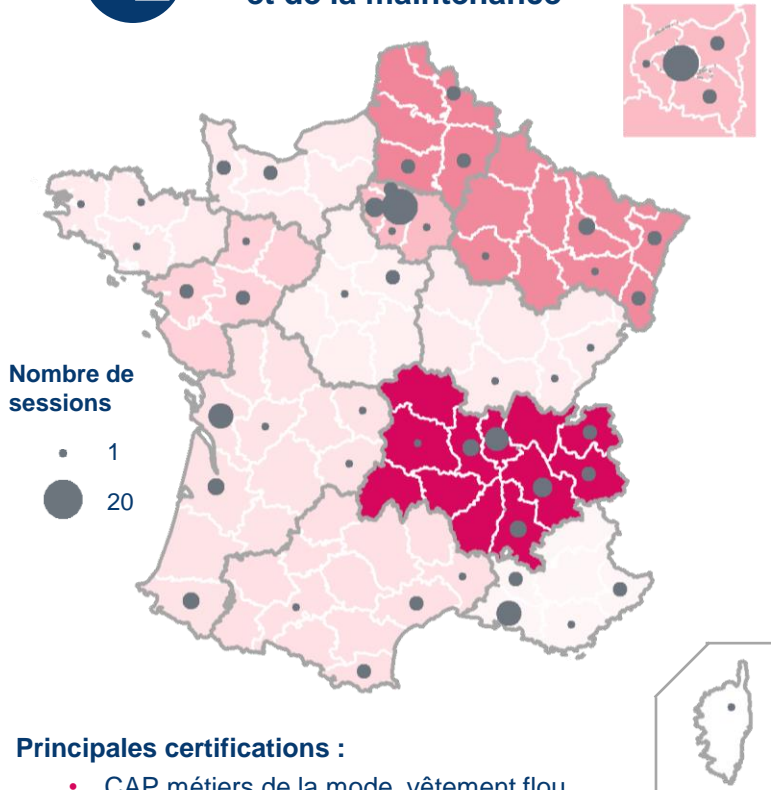 et de la maintenance
Nombre de
sessions
1
20
Principales certifications :
• CAP métiers de la mode, vêtement flou